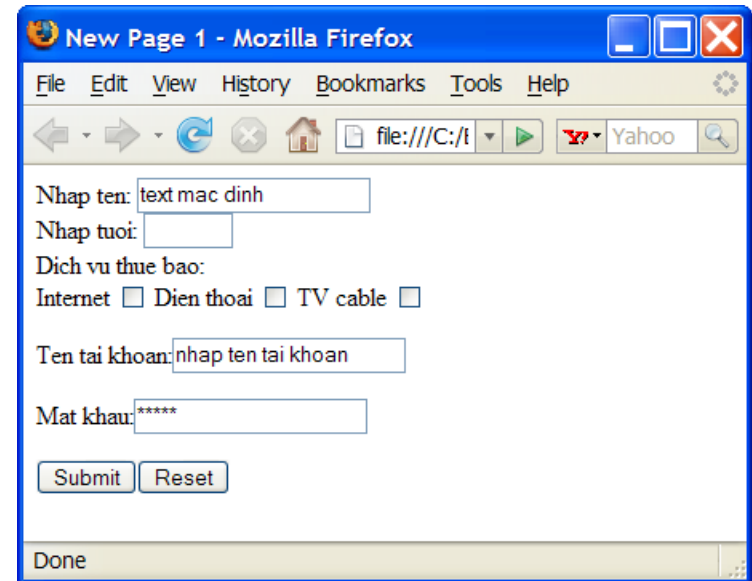 New Page 1 - Mozilla Firefox
File Edit View History Bookmarks Tools Help
file:///C:/ Y! Yahoo
Nhap ten: text mac dinh
Nhap tuoi:
Dich vu thue bao:
Internet Dien thoai TV cable
Ten tai khoan: nhap ten tai khoan
Mat khau: *****
Submit Reset
Done